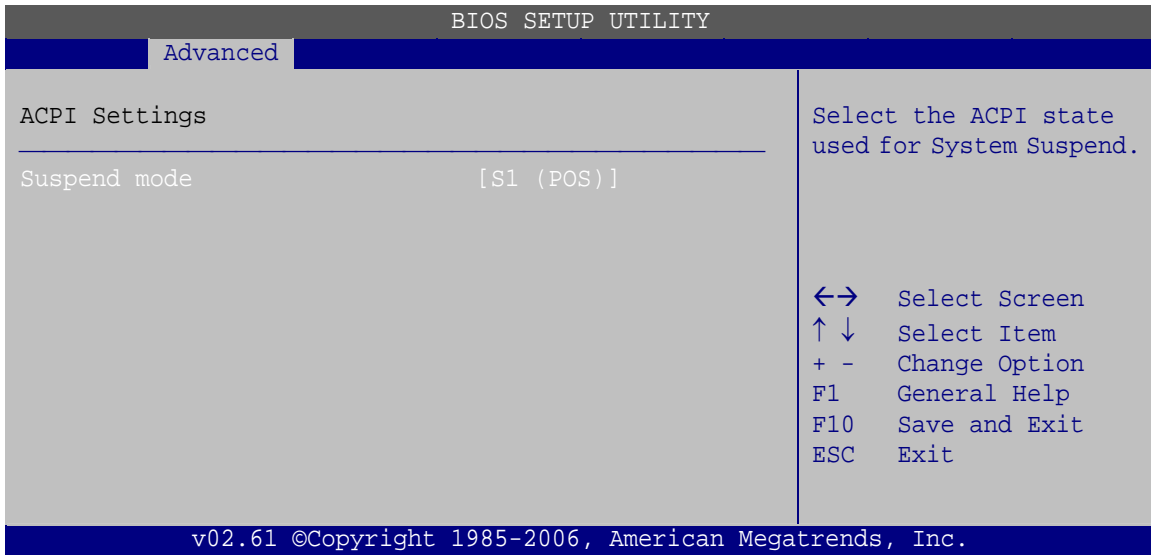 BIOS SETUP UTILITY
Advanced
ACPI Settings
Suspend mode [S1 (POS)]
Select the ACPI state
used for System Suspend.
←→ Select Screen
↑ ↓ Select Item
+ - Change Option
F1 General Help
F10 Save and Exit
ESC Exit
v02.61 ©Copyright 1985-2006, American Megatrends, Inc.